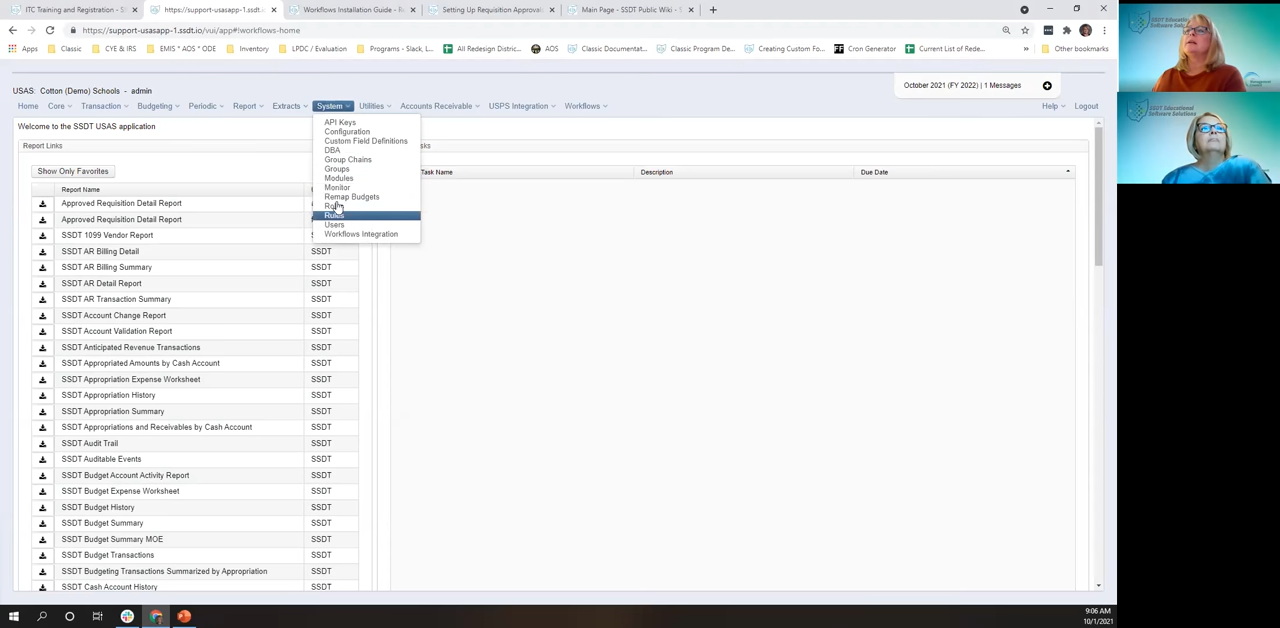 ITC Training and Registration - S
https://support-usasapp-1.ssdt.i
Workflows Installation Guide - R
Setting Up Requisition Approval
Main Page - SSDT Public Wiki - S
https://support-usasapp-1.ssdt.io/vui/app#!workflows-home
Apps Classic CYE & IRS EMIS * AOS * ODE Inventory LPDC / Evaluation Programs - Slack, L All Redesign District... AOS Classic Documentat... Classic Program De... Creating Custom Fo... Cron Generator Current List of Rede... Other bookmarks
October 2021 (FY 2022) | 1 Messages
USAS: Cotton (Demo) Schools - admin
Home Core Transaction Budgeting Periodic Report Extracts System Utilities Accounts Receivable USPS Integration Workflows Help Logout
API Keys
Configuration
Custom Field Definitions
DBA
Group Chains
Groups
Modules
Monitor
Remap Budgets
Rules
Users
Workflows Integration
Welcome to the SSDT USAS application
Report Links
Show Only Favorites
Report Name
Task Name Description Due Date
Approved Requisition Detail Report
Approved Requisition Detail Report
SSDT 1099 Vendor Report SSDT
SSDT AR Billing Detail SSDT
SSDT AR Billing Summary SSDT
SSDT AR Detail Report SSDT
SSDT AR Transaction Summary SSDT
SSDT Account Change Report SSDT
SSDT Account Validation Report SSDT
SSDT Anticipated Revenue Transactions SSDT
SSDT Appropriated Amounts by Cash Account SSDT
SSDT Appropriation Expense Worksheet SSDT
SSDT Appropriation History SSDT
SSDT Appropriation Summary SSDT
SSDT Appropriations and Receivables by Cash Account SSDT
SSDT Audit Trail SSDT
SSDT Auditable Events SSDT
SSDT Budget Account Activity Report SSDT
SSDT Budget Expense Worksheet SSDT
SSDT Budget History SSDT
SSDT Budget Summary SSDT
SSDT Budget Summary MOE SSDT
SSDT Budget Transactions SSDT
SSDT Budgeting Transactions Summarized by Appropriation SSDT
SSDT Cash Account History SSDT
9:06 AM
10/1/2021